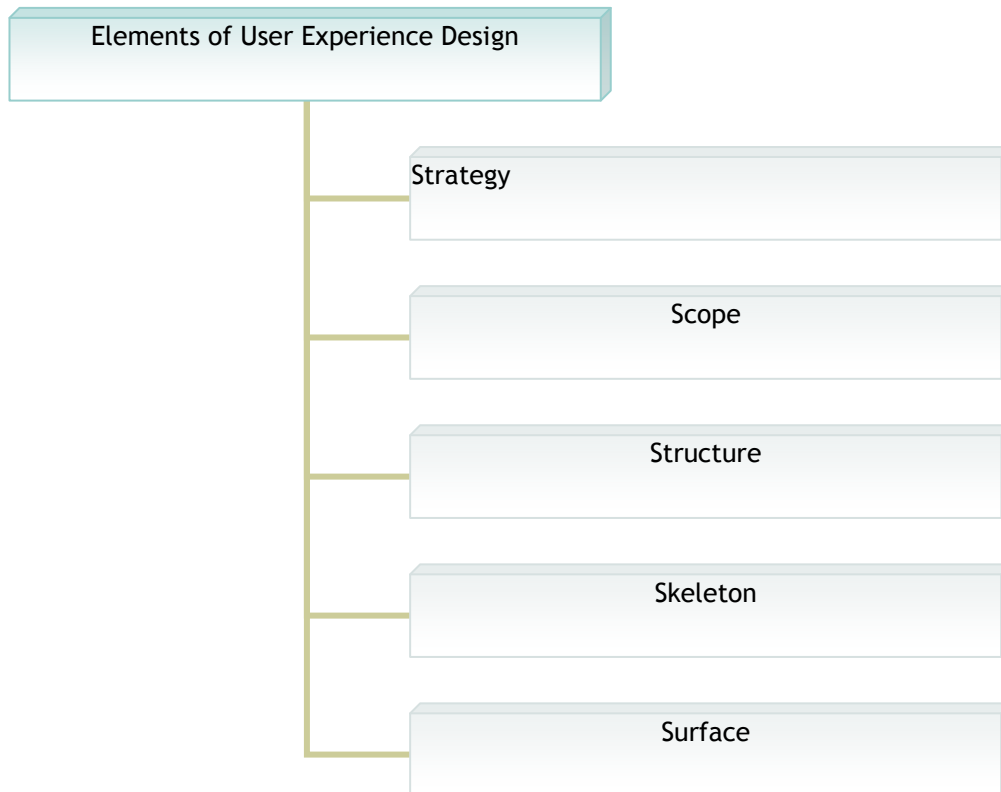 Elements of User Experience Design
Strategy
Scope
Structure
Skeleton
Surface